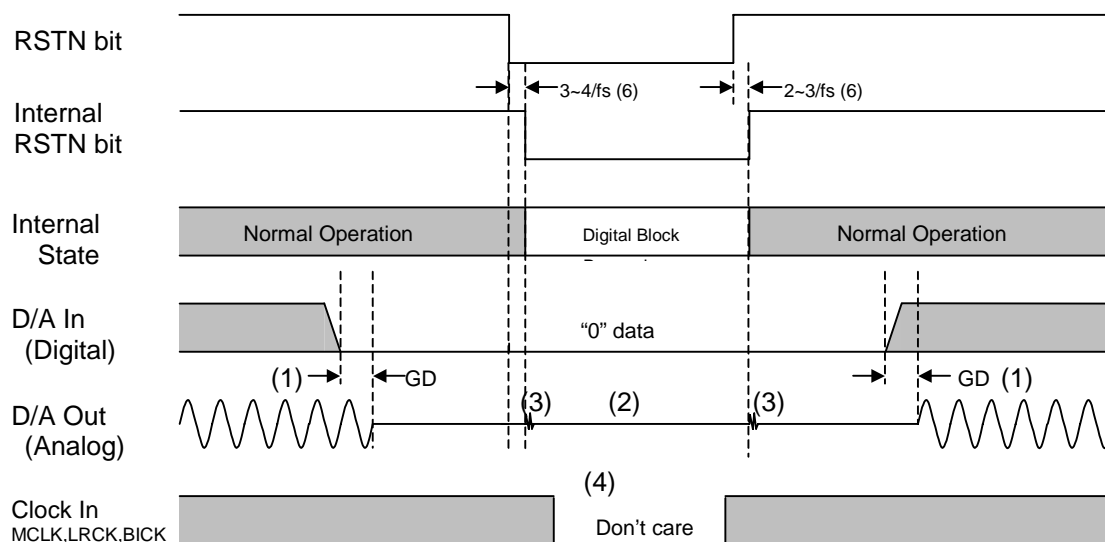 RSTN bit
3~4/fs (6)
2~3/fs (6)
Internal
RSTN bit
Internal
State
Normal Operation
Digital Block
Normal Operation
D/A In
(Digital)
“0” data
(1)
GD
GD
(1)
D/A Out
(Analog)
(3)
(2)
(3)
(4)
Clock In
MCLK,LRCK,BICK
Don’t care